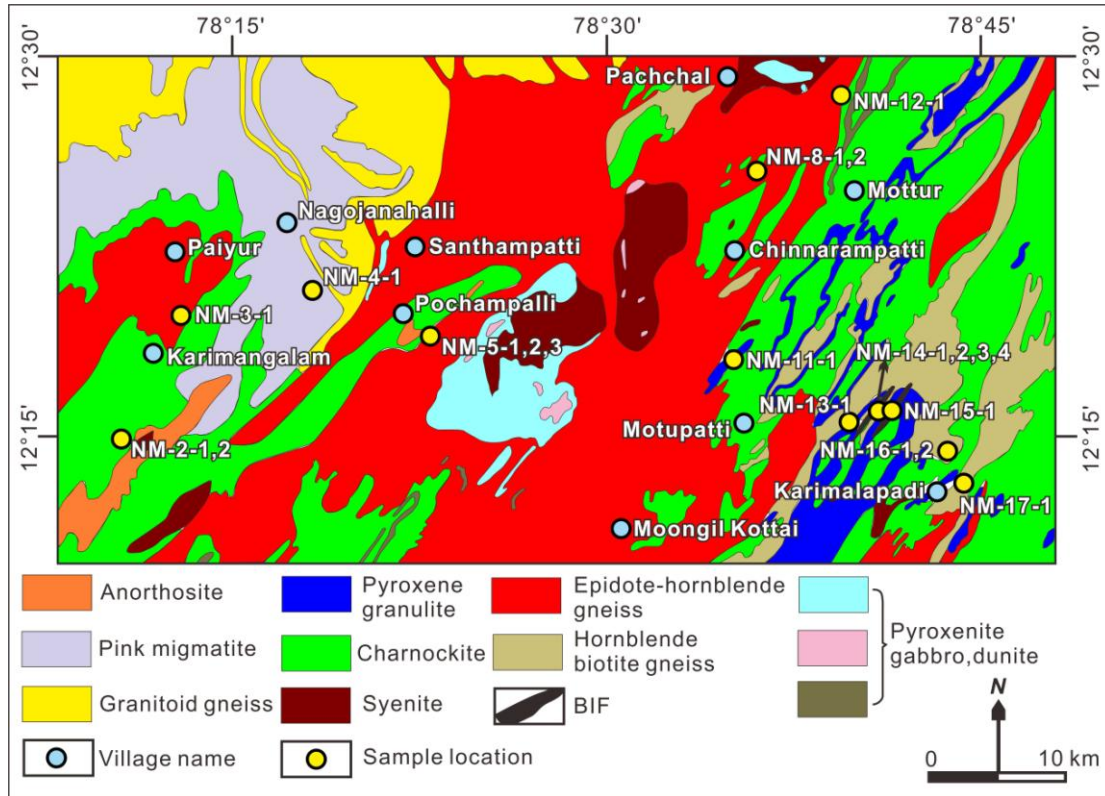 78°15'
78°30'
78°45'
12°30'
12°30'
Pachchal
NM-12-1
NM-8-1,2
Mottur
Nagojanahalli
Paiyur
Santhampatti
Chinnarampatti
NM-4-1
Pochampalli
NM-3-1
NM-5-1,2,3
Karimangalam
NM-11-1
NM-14-1,2,3,4
NM-13-1
NM-15-1
Motupatti
12°15'
12°15'
NM-2-1,2
NM-16-1,2
Karimalapadi
NM-17-1
Moongil Kottai
Anorthosite
Pyroxene
granulite
Epidote-hornblende
gneiss
Pink migmatite
Charnockite
Hornblende
biotite gneiss
Pyroxenite
gabbro,dunite
Granitoid gneiss
Syenite
BIF
N
Village name
Sample location
0
10 km